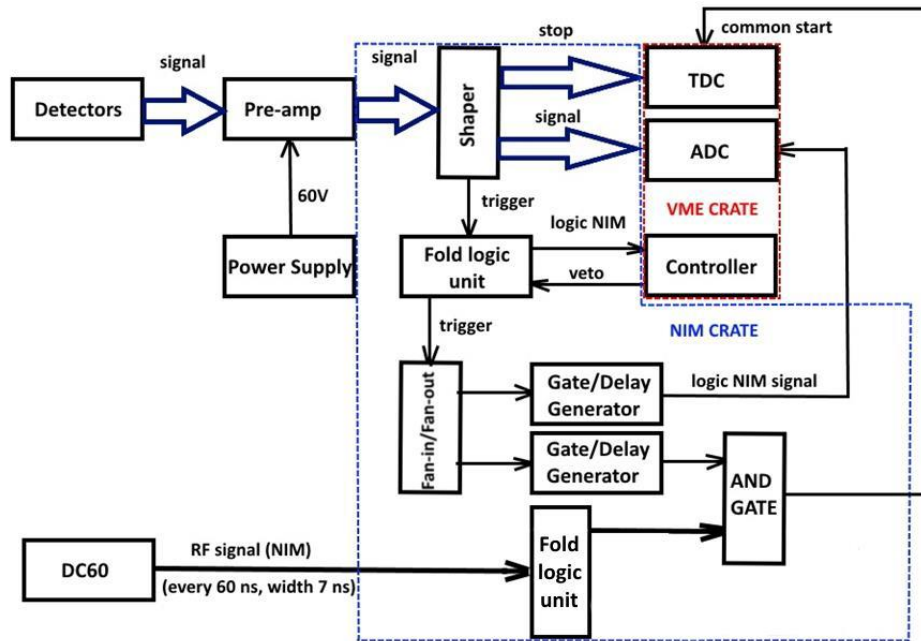 common start
stop
signal
signal
Detectors
Pre-amp
Shaper
TDC
signal
ADC
60V
trigger
VME CRATE
logic NIM
Power Supply
Fold logic
unit
veto
Controller
trigger
NIM CRATE
Fan-in/Fan-out
Gate/Delay
Generator
logic NIM signal
Gate/Delay
Generator
AND
GATE
DC60
RF signal (NIM)
(every 60 ns, width 7 ns)
Fold
logic
unit